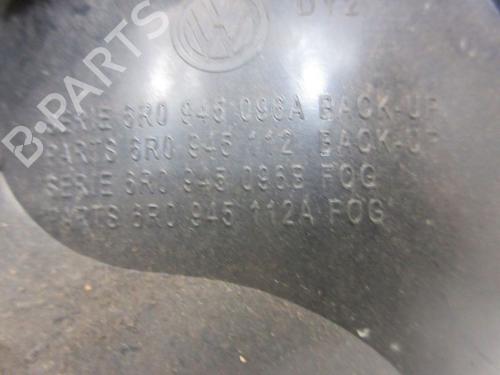 SERIE 6R0 945 096A BACK-UP
PARTS 6R0 945 112 BACK-UP
SERIE 6R0 945 096B FOG
PARTS 6R0 945 112A FOG
B-PARTS